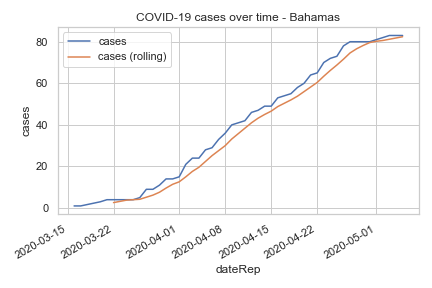 COVID-19 cases over time - Bahamas
cases
cases (rolling)
80
60
40
20
0
cases
2020-03-15
2020-03-22
2020-04-01
2020-04-08
2020-04-15
2020-04-22
2020-05-01
dateRep